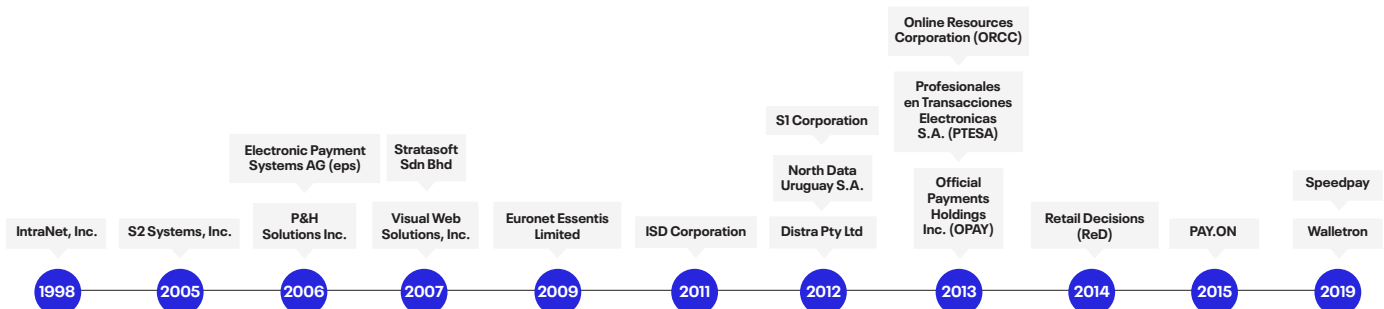 IntraNet, Inc.
1998
S2 Systems, Inc.
2005
Electronic Payment
Systems AG (eps)
P&H
Solutions Inc.
2006
Stratasoft
Sdn Bhd
Visual Web
Solutions, Inc.
2007
Euronet Essentis
Limited
2009
ISD Corporation
2011
S1 Corporation
North Data
Uruguay S.A.
Distra Pty Ltd
2012
Online Resources
Corporation (ORCC)
Profesionales
en Transacciones
Electronicas
S.A. (PTESA)
Official
Payments
Holdings
Inc. (OPAY)
2013
Retail Decisions
(ReD)
2014
PAY.ON
2015
Speedpay
Walletron
2019